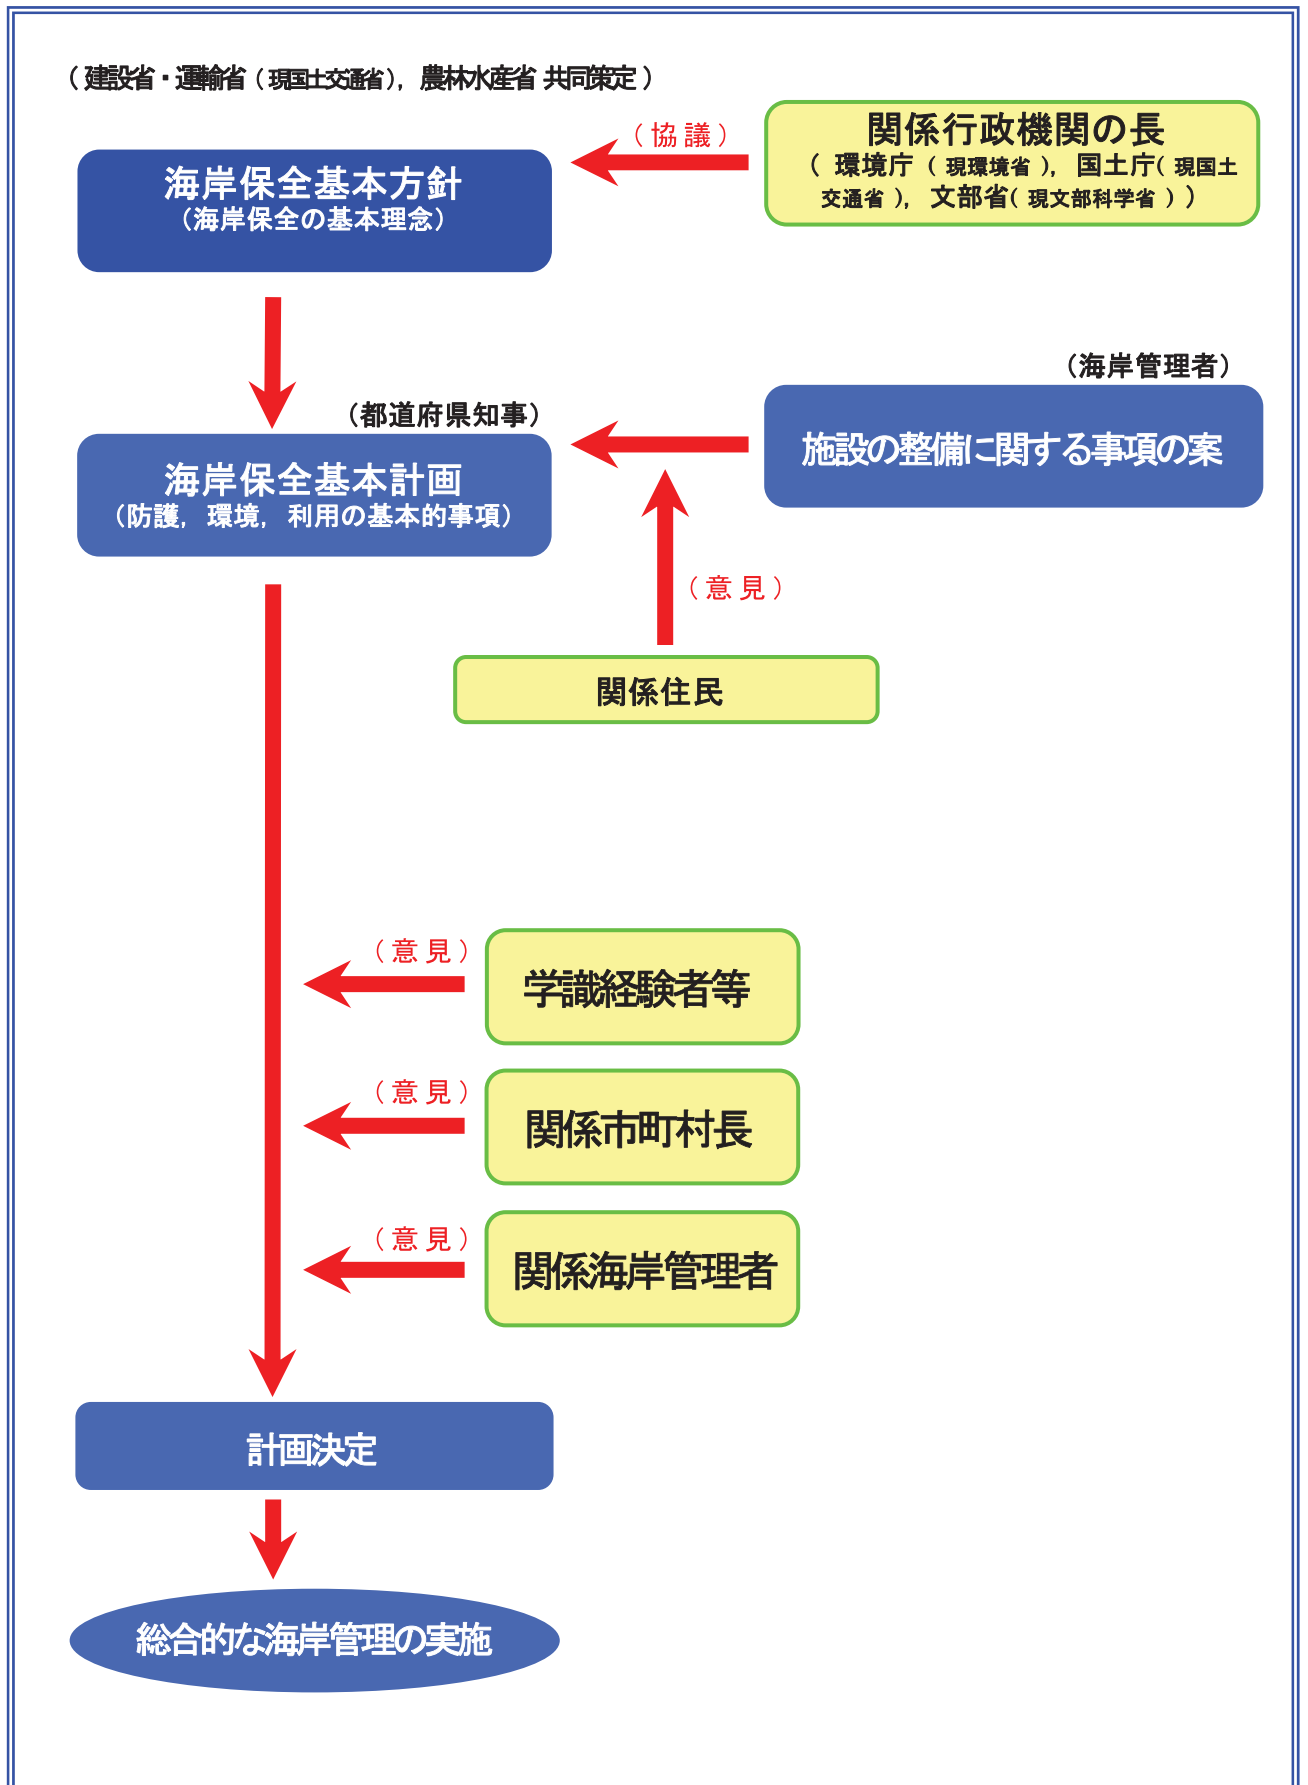 （建設省・運輸省（現国土交通省），農林水産省 共同策定）
（協議）
関係行政機関の長
（ 環境庁（現環境省），国土庁（現国土
交通省），文部省（現文部科学省））
海岸保全基本方針
（海岸保全の基本理念）
（海岸管理者）
（都道府県知事）
施設の整備に関する事項の案
海岸保全基本計画
（防護，環境，利用の基本的事項）
（意見）
関係住民
（意見）
学識経験者等
（意見）
関係市町村長
（意見）
関係海岸管理者
計画決定
総合的な海岸管理の実施